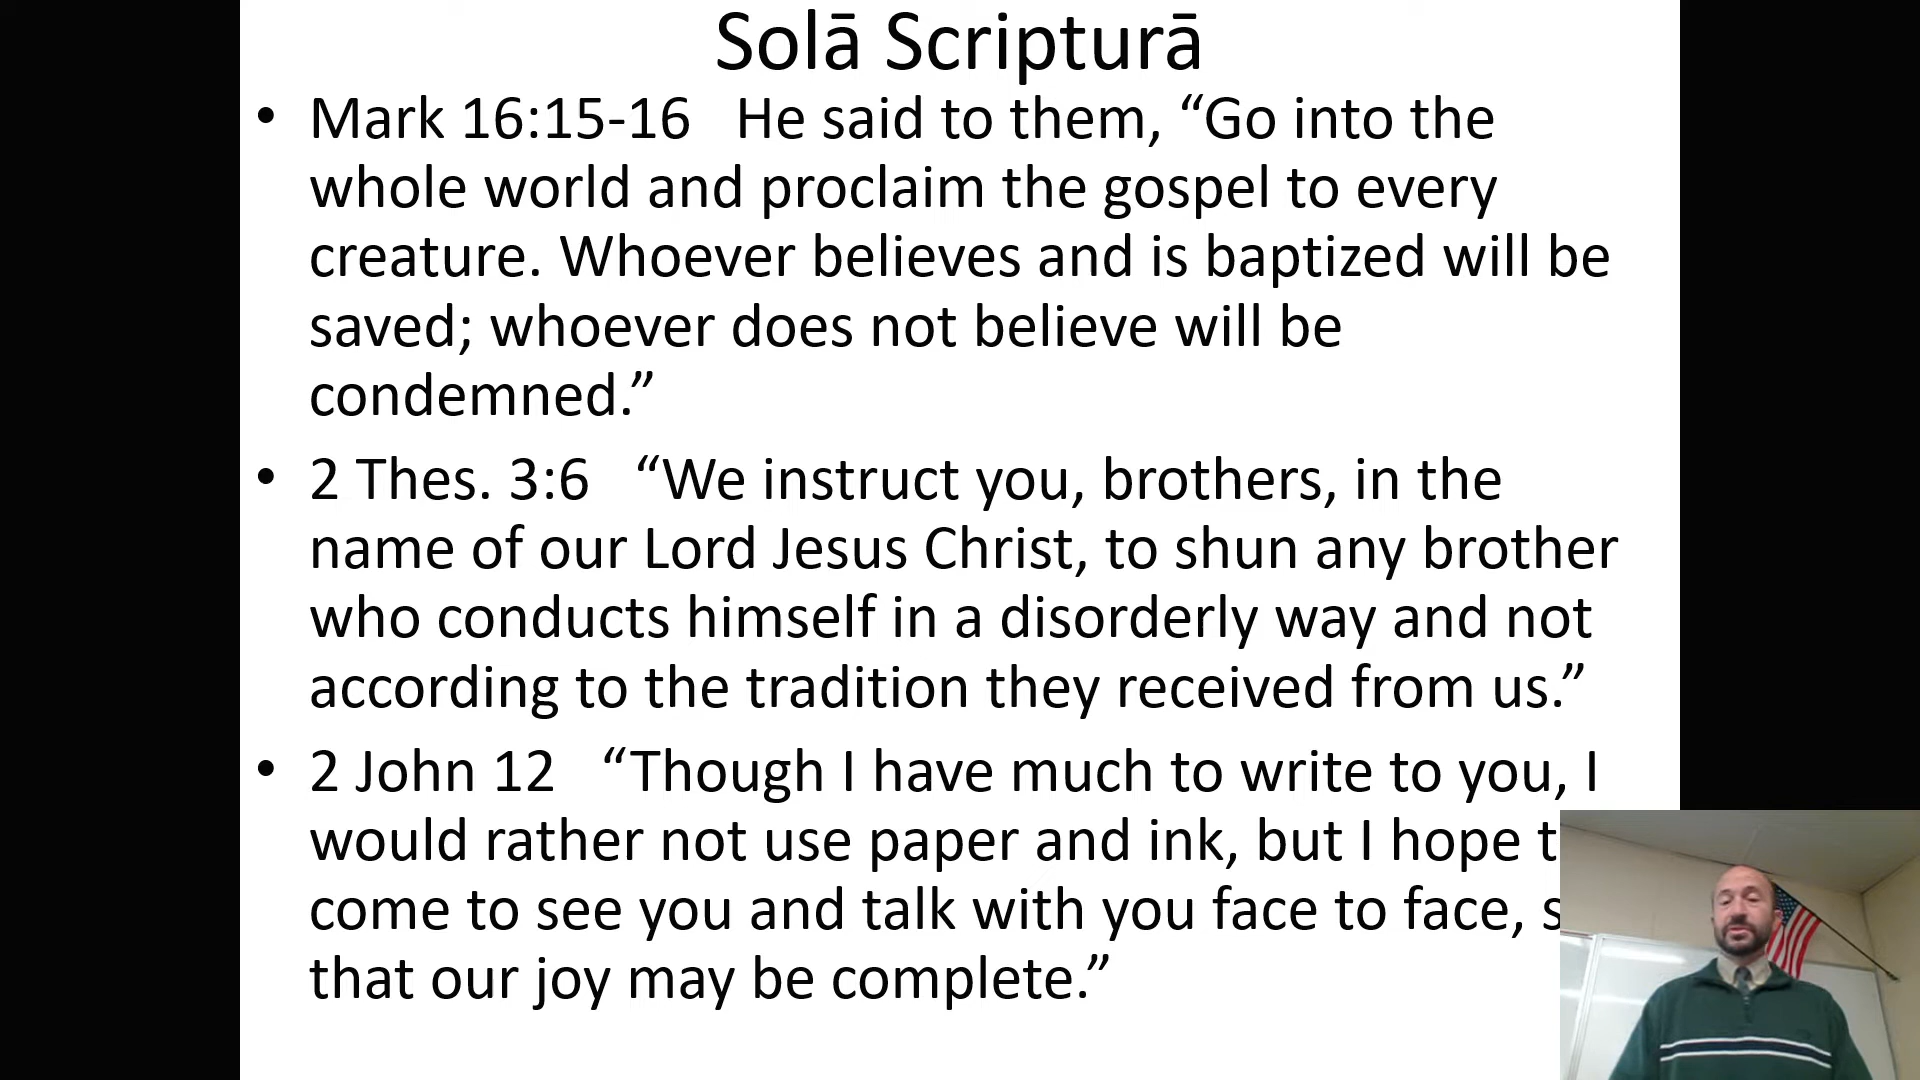 Solā Scripturā
• Mark 16:15-16 He said to them, “Go into the
whole world and proclaim the gospel to every
creature. Whoever believes and is baptized will be
saved; whoever does not believe will be
condemned.”
• 2 Thes. 3:6 “We instruct you, brothers, in the
name of our Lord Jesus Christ, to shun any brother
who conducts himself in a disorderly way and not
according to the tradition they received from us.”
• 2 John 12 “Though I have much to write to you, I
would rather not use paper and ink, but I hope t
come to see you and talk with you face to face, s
that our joy may be complete.”